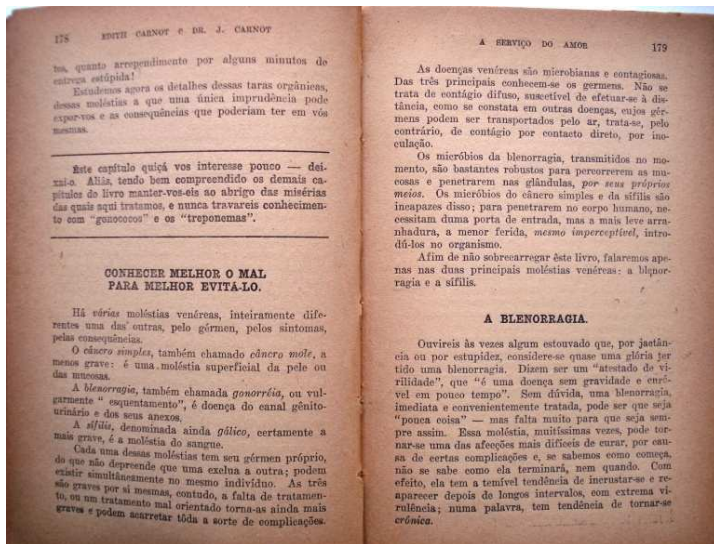 178 EDITH CARNOT e DR. J. CARNOT
tos, quanto arrependimento por alguns minutos de
entrega estúpida!
Estudemos agora os detalhes dessas taras orgânicas,
dessas moléstias a que uma única imprudência pode
expor-vos e as consequências que poderiam ter em vós
mesmas.
Este capítulo quiçá vos interesse pouco — dei-
xai-o. Aliás, tendo bem compreendido os demais ca-
pítulos do livro manter-vos-eis ao abrigo das misérias
das quais aqui tratamos, e nunca travareis conhecimen-
to com "gonococos" e os "treponemas".
CONHECER MELHOR O MAL
PARA MELHOR EVITÁ-LO.
Há várias moléstias venéreas, inteiramente dife-
rentes uma das outras, pelo gérmen, pelos sintomas,
pelas consequências.
O câncro simples, também chamado câncro mole, a
menos grave: é uma moléstia superficial da pele ou
das mucosas.
A blenorragia, também chamada gonorréia, ou vul-
garmente " esquentamento", é doença do canal gênito-
urinário e dos seus anexos.
A sífilis, denominada ainda gálico, certamente a
mais grave, é a moléstia do sangue.
Cada uma dessas moléstias tem seu gérmen próprio,
do que não depreende que uma exclua a outra; podem
existir simultâneamente no mesmo indivíduo. As três
são graves por si mesmas, contudo, a falta de tratamen-
to, ou um tratamento mal orientado torna-as ainda mais
graves e podem acarretar tôda a sorte de complicações.
A SERVIÇO DO AMOR 179
As doenças venéreas são microbianas e contagiosas.
Das três principais conhecem-se os germens. Não se
trata de contágio difuso, suscetível de efetuar-se à dis-
tância, como se constata em outras doenças, cujos gér-
mens podem ser transportados pelo ar, trata-se, pelo
contrário, de contágio por contacto direto, por ino-
culação.
Os micróbios da blenorragia, transmitidos no mo-
mento, são bastantes robustos para percorrerem as mu-
cosas e penetrarem nas glândulas, por seus próprios
meios. Os micróbios do câncro simples e da sífilis são
incapazes disso; para penetrarem no corpo humano, ne-
cessitam duma porta de entrada, mas a mais leve arra-
nhadura, a menor ferida, mesmo imperceptível, intro-
dú-los no organismo.
Afim de não sobrecarregar êste livro, falaremos ape-
nas nas duas principais moléstias venéreas: a blenor-
ragia e a sífilis.
A BLENORRAGIA.
Ouvireis às vezes algum estouvado que, por jactân-
cia ou por estupidez, considere-se quase uma glória ter
tido uma blenorragia. Dizem ser um "atestado de vi-
rilidade", que "é uma doença sem gravidade e curá-
vel em pouco tempo". Sem dúvida, uma blenorragia,
imediata e convenientemente tratada, pode ser que seja
"pouca coisa" — mas falta muito para que seja sem-
pre assim. Essa moléstia, muitíssimas vezes, pode tor-
nar-se uma das afecções mais difíceis de curar, por cau-
sa de certas complicações e, se sabemos como começa,
não se sabe como ela terminará, nem quando. Com
efeito, ela tem a temível tendência de incrustar-se e re-
aparecer depois de longos intervalos, com extrema vi-
rulência; numa palavra, tem tendência de tornar-se
crônica.